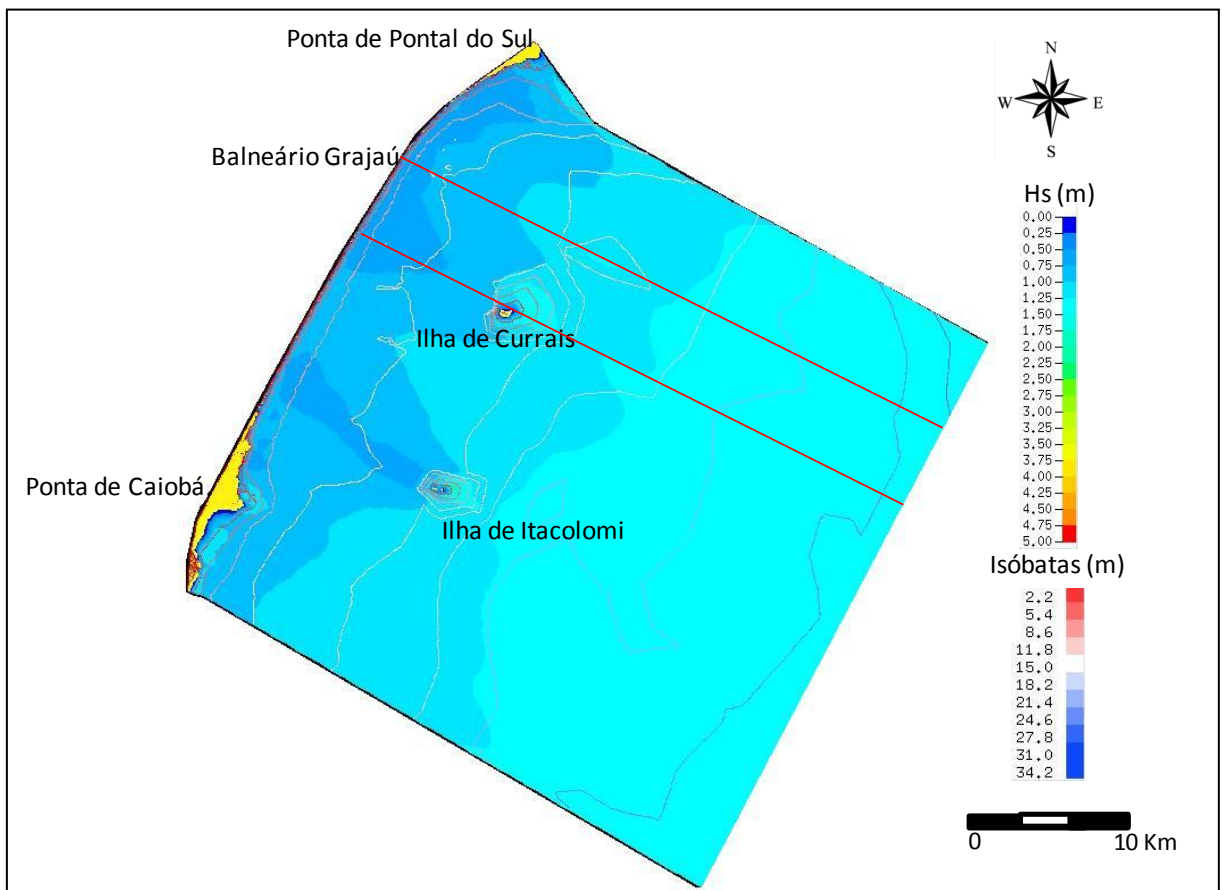 Ponta de Pontal do Sul
Balneário Grajaú
Ilha de Currais
Ponta de Caiobá
Ilha de Itacolomi
N
W E
S
Hs (m)
0.00
0.25
0.50
0.75
1.00
1.25
1.50
1.75
2.00
2.25
2.50
2.75
3.00
3.25
3.50
3.75
4.00
4.25
4.50
4.75
5.00
Isóbatas (m)
2.2
5.4
8.6
11.8
15.0
18.2
21.4
24.6
27.8
31.0
34.2
0 10 Km